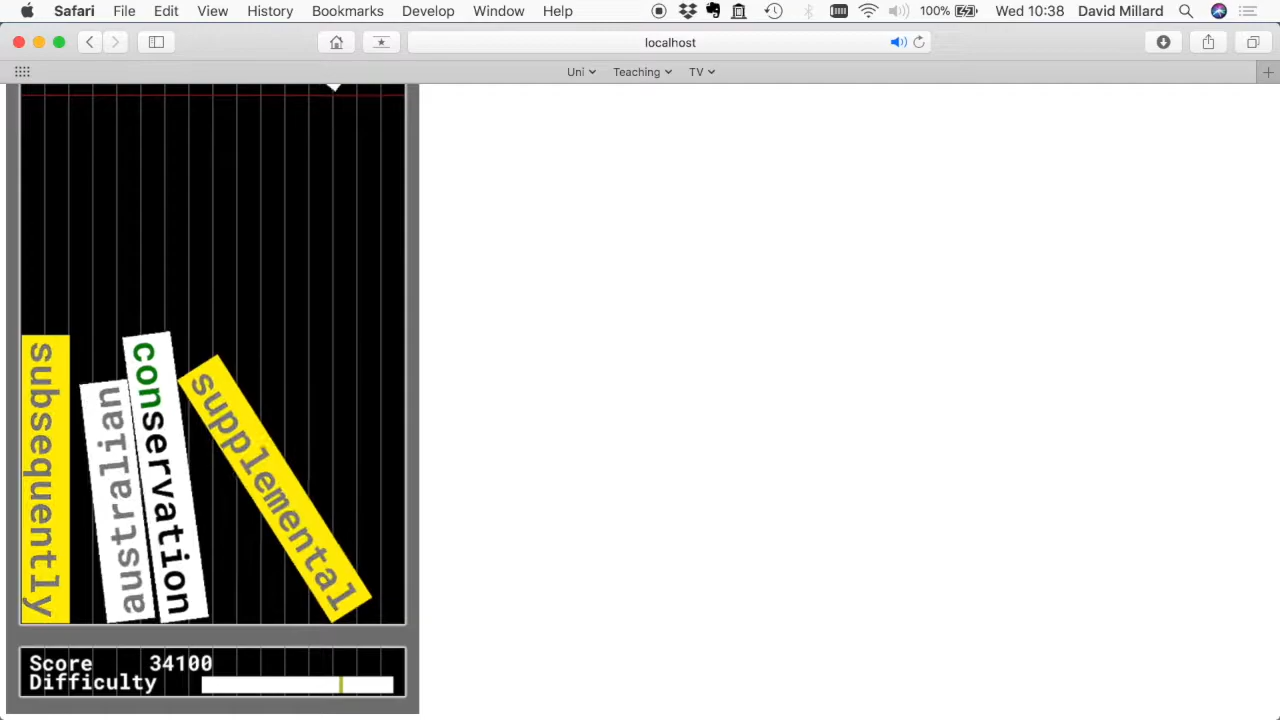 Safari File Edit View History Bookmarks Develop Window Help 100% Wed 10:38 David Millard
localhost
Uni Teaching TV
subsequently
australian
conservation
supplemental
Score 34100
Difficulty